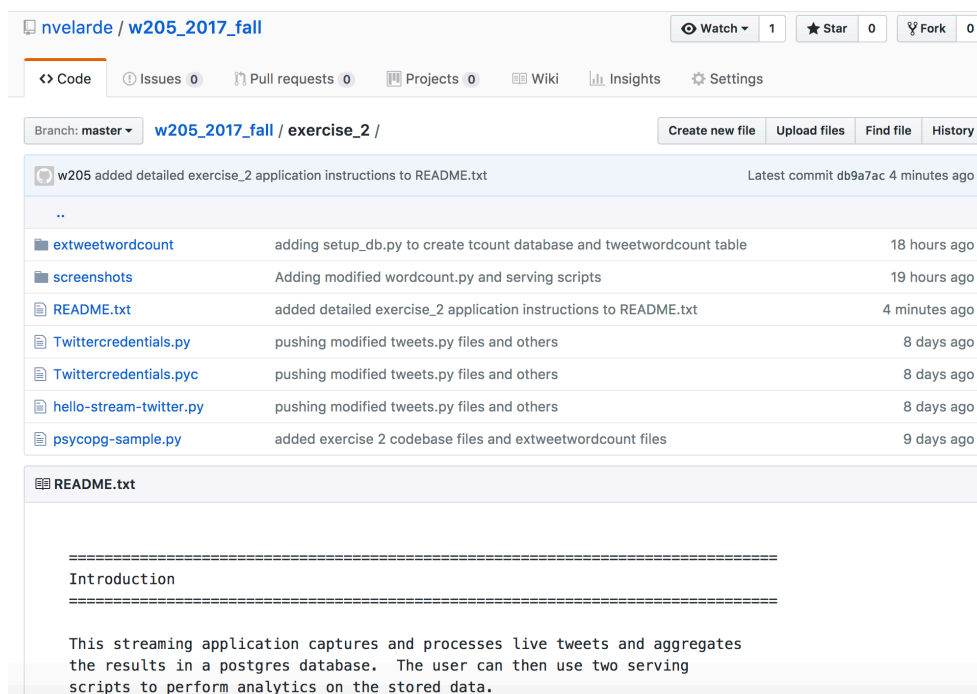 nvelarde / w205_2017_fall Watch 1 Star 0 Fork 0
Code Issues 0 Pull requests 0 Projects 0 Wiki Insights Settings
Branch: master w205_2017_fall / exercise_2 / Create new file Upload files Find file History
w205 added detailed exercise_2 application instructions to README.txt Latest commit db9a7ac 4 minutes ago
..
extweetwordcount adding setup_db.py to create tcount database and tweetwordcount table 18 hours ago
screenshots Adding modified wordcount.py and serving scripts 19 hours ago
README.txt added detailed exercise_2 application instructions to README.txt 4 minutes ago
Twittercredentials.py pushing modified tweets.py files and others 8 days ago
Twittercredentials.pyc pushing modified tweets.py files and others 8 days ago
hello-stream-twitter.py pushing modified tweets.py files and others 8 days ago
psycopg-sample.py added exercise 2 codebase files and extweetwordcount files 9 days ago
README.txt
================================================================================
Introduction
================================================================================
This streaming application captures and processes live tweets and aggregates
the results in a postgres database.  The user can then use two serving
scripts to perform analytics on the stored data.